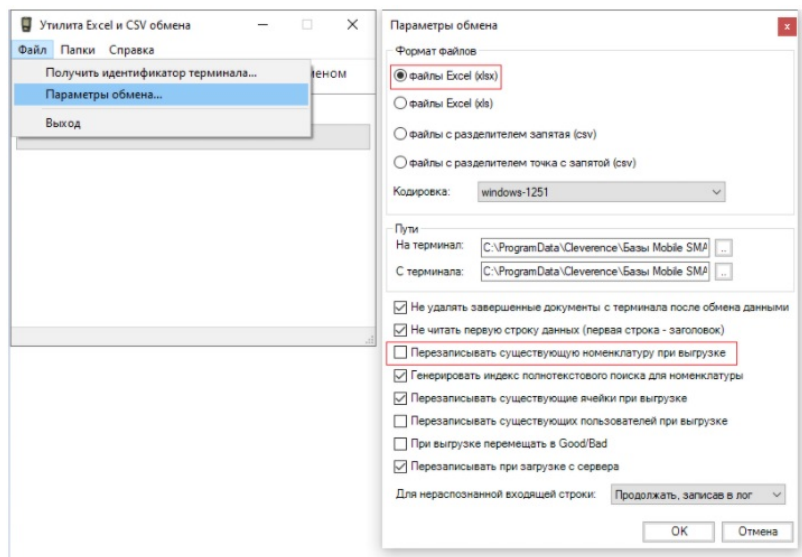 Утилита Excel и CSV обмена
Файл Папки Справка
Получить идентификатор терминала...
Параметры обмена...
Выход
Параметры обмена
Формат файлов
файлы Excel (xlsx)
файлы Excel (xls)
файлы с разделителем запятая (csv)
файлы с разделителем точка с запятой (csv)
Кодировка: windows-1251
Пути
На терминал: C:\ProgramData\Cleverence\Базы Mobile SMA ..
С терминала: C:\ProgramData\Cleverence\Базы Mobile SMA ..
Не удалять завершенные документы с терминала после обмена данными
Не читать первую строку данных (первая строка - заголовок)
Перезаписывать существующую номенклатуру при выгрузке
Генерировать индекс полнотекстового поиска для номенклатуры
Перезаписывать существующие ячейки при выгрузке
Перезаписывать существующих пользователей при выгрузке
При выгрузке перемещать в Good/Bad
Перезаписывать при загрузке с сервера
Для нераспознанной входящей строки: Продолжать, записав в лог
OK Отмена